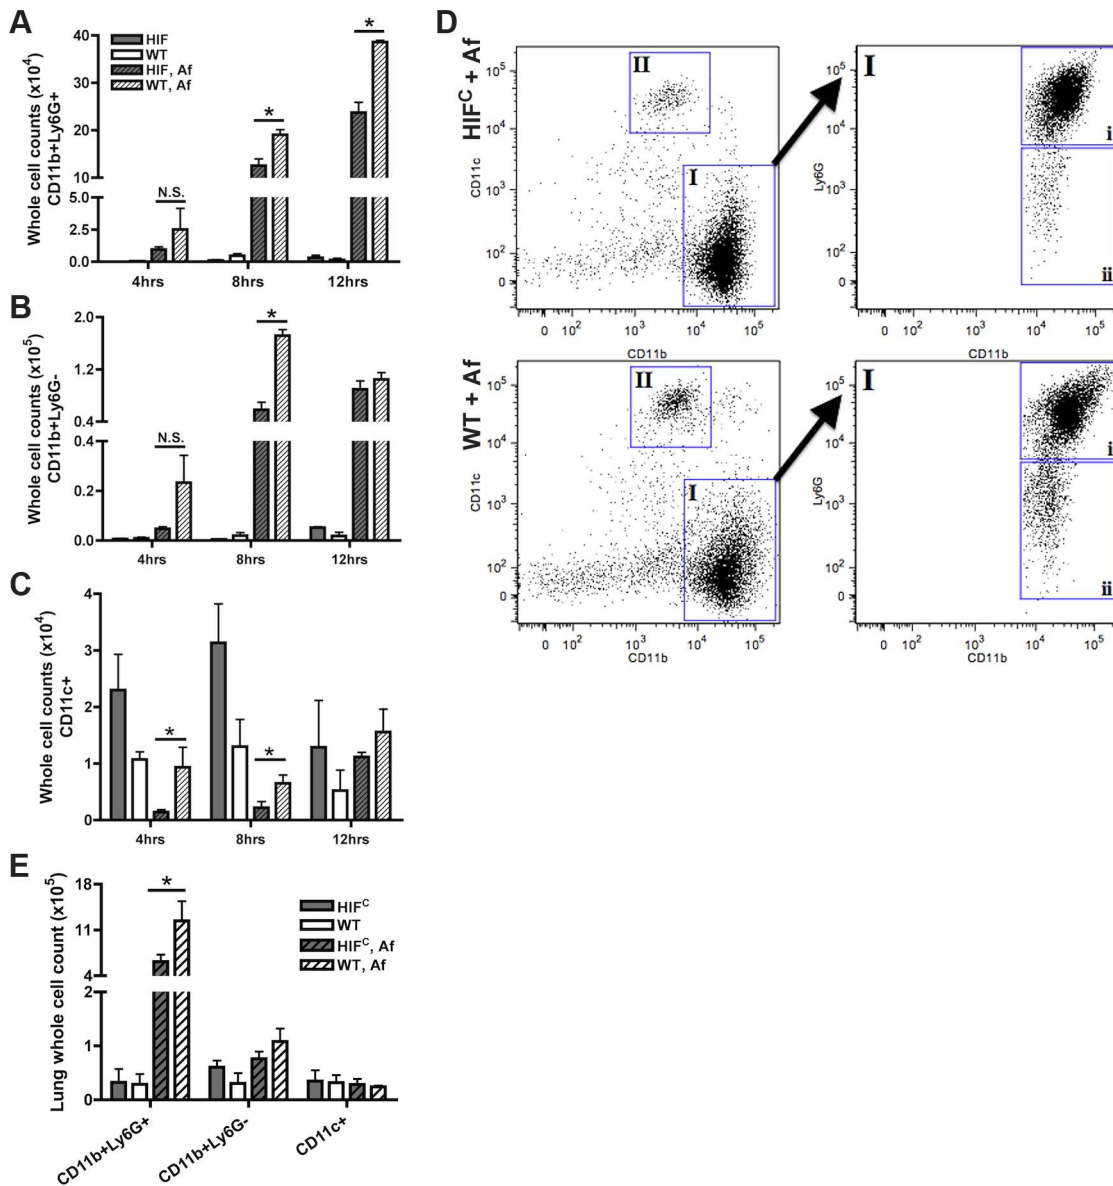 A
Whole cell counts (x10⁴)
CD11b+Ly6G+
40
30
20
10
5.0
2.5
0.0
HIF
WT
HIF, Af
WT, Af
N.S.
*
*
4hrs 8hrs 12hrs
B
Whole cell counts (x10⁵)
CD11b+Ly6G-
2.0
1.2
0.4
0.4
0.2
0.0
N.S.
*
4hrs 8hrs 12hrs
C
Whole cell counts (x10⁴)
CD11c+
4
3
2
1
0
*
*
4hrs 8hrs 12hrs
D
HIFᶜ + Af
CD11c
10⁵
10⁴
10³
10²
0
II
I
0 10² 10³ 10⁴ 10⁵
CD11b
I
Ly6G
10⁵
10⁴
10³
10²
0
i
ii
0 10² 10³ 10⁴ 10⁵
CD11b
WT + Af
CD11c
10⁵
10⁴
10³
10²
0
II
I
0 10² 10³ 10⁴ 10⁵
CD11b
I
Ly6G
10⁵
10⁴
10³
10²
0
i
ii
0 10² 10³ 10⁴ 10⁵
CD11b
E
Lung whole cell count (x10⁵)
18
11
4
2
1
0
*
HIFᶜ
WT
HIFᶜ, Af
WT, Af
CD11b+Ly6G+ CD11b+Ly6G- CD11c+